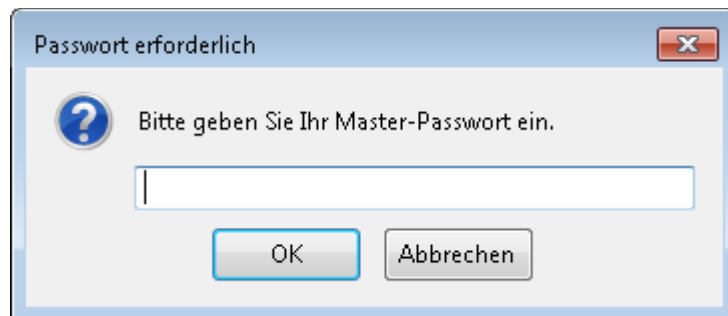 Passwort erforderlich
Bitte geben Sie Ihr Master-Passwort ein.
OK Abbrechen